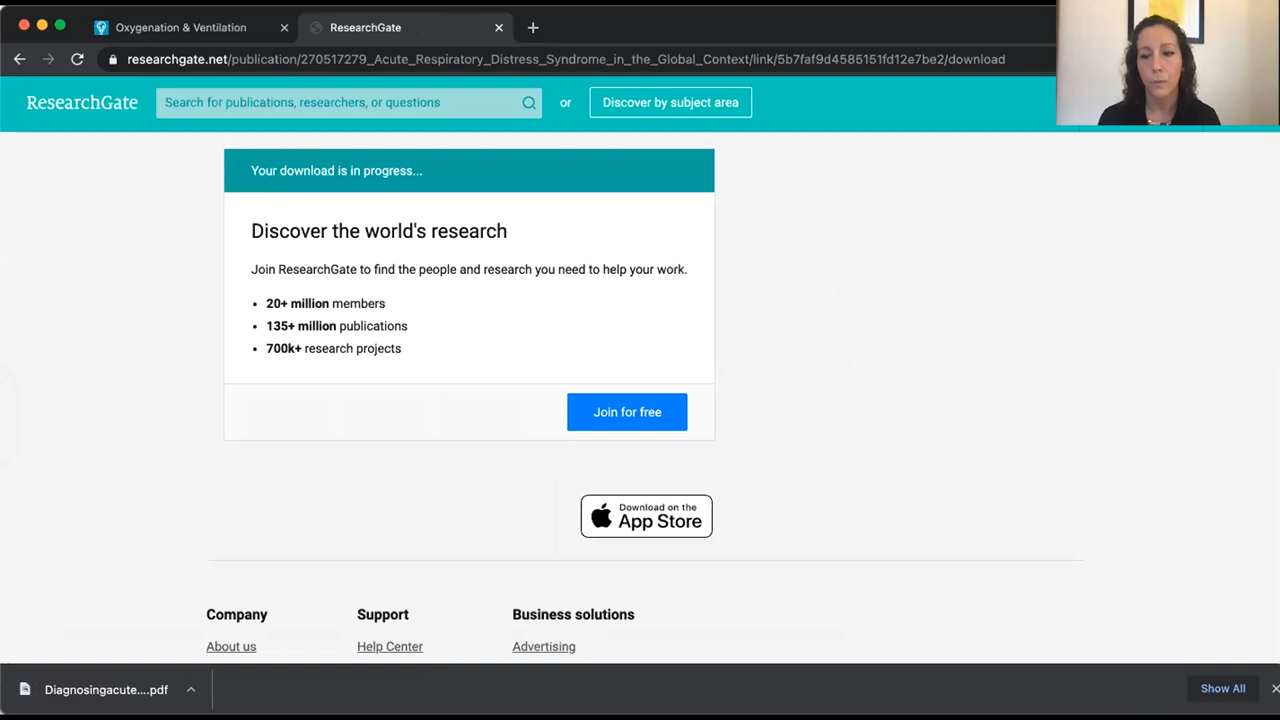 Oxygenation & Ventilation
ResearchGate
researchgate.net/publication/270517279_Acute_Respiratory_Distress_Syndrome_in_the_Global_Context/link/5b7faf9d4585151fd12e7be2/download
ResearchGate
Search for publications, researchers, or questions
or
Discover by subject area
Your download is in progress...
Discover the world's research
Join ResearchGate to find the people and research you need to help your work.
• 20+ million members
• 135+ million publications
• 700k+ research projects
Join for free
Download on the
App Store
Company
Support
Business solutions
About us
Help Center
Advertising
Diagnosingacute....pdf
Show All